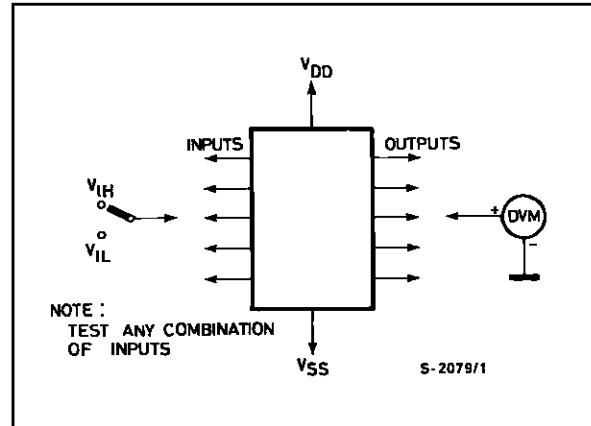 VDD
INPUTS
OUTPUTS
VIH
VIL
+
DVM
-
NOTE :
TEST ANY COMBINATION
OF INPUTS
VSS
S-2079/1